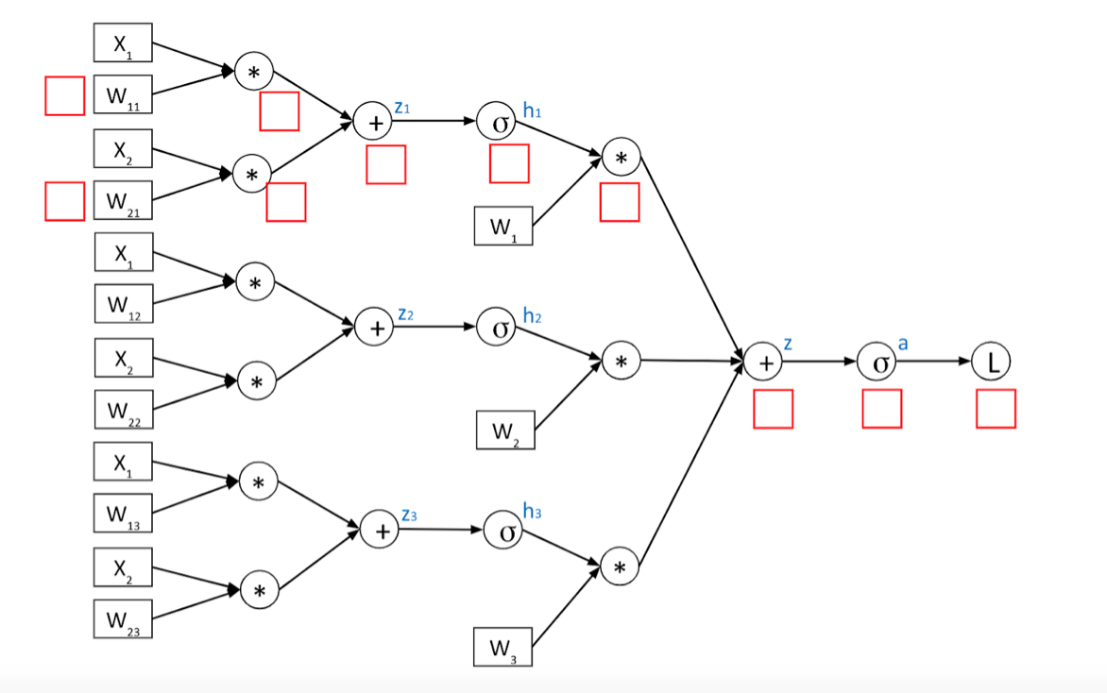 X₁
W₁₁
*
X₂
W₂₁
*
+
z₁
σ
h₁
W₁
*
X₁
W₁₂
*
X₂
W₂₂
*
+
z₂
σ
h₂
W₂
*
X₁
W₁₃
*
X₂
W₂₃
*
+
z₃
σ
h₃
W₃
*
+
z
σ
a
L